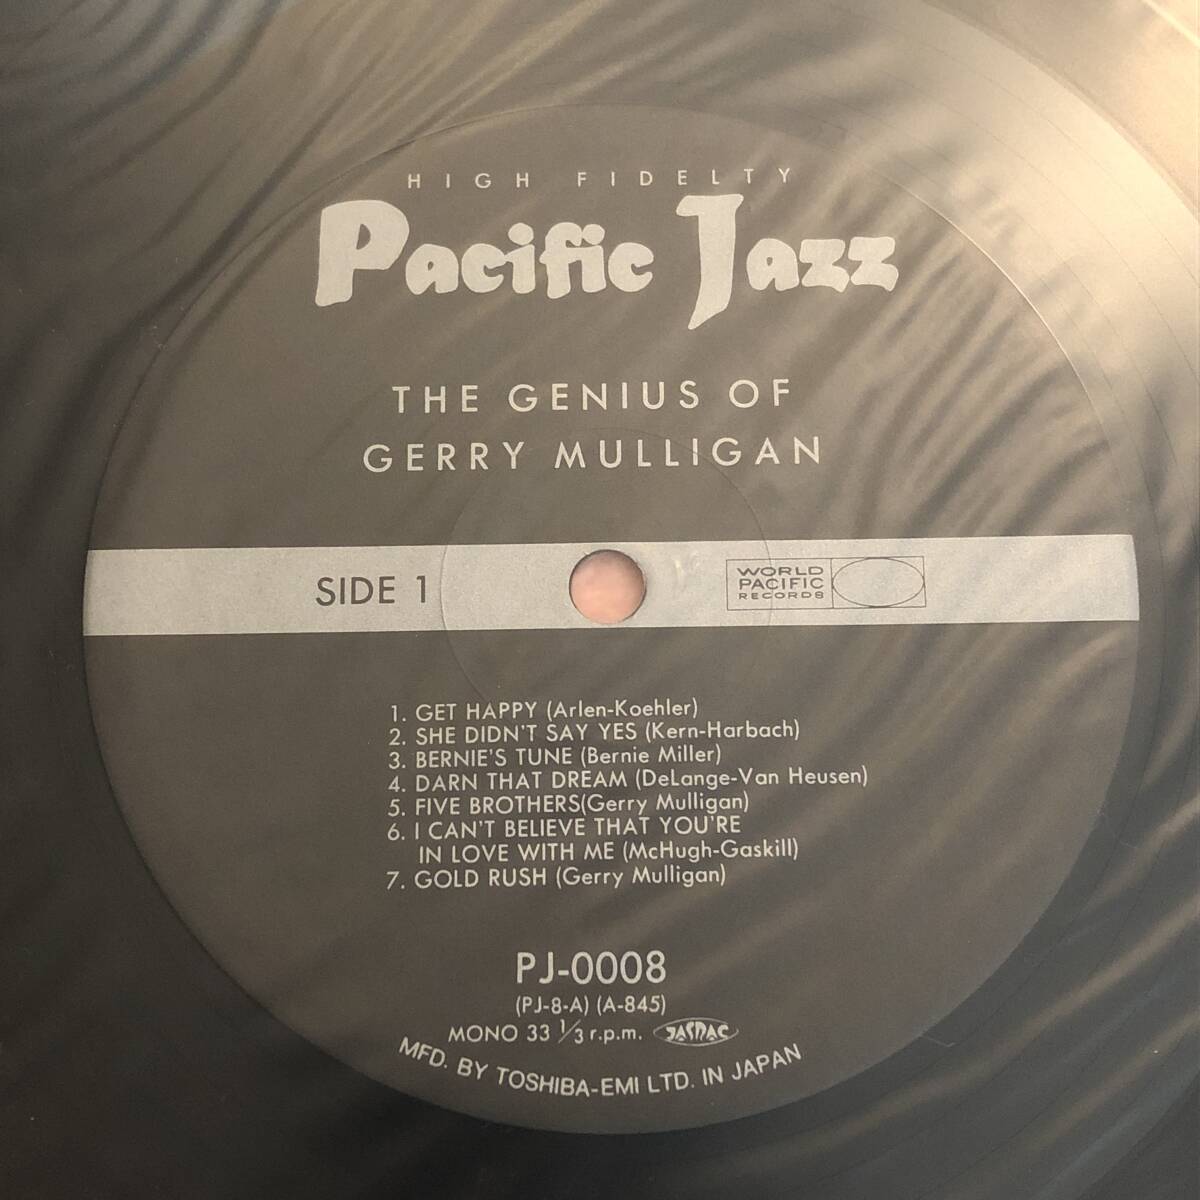 HIGH FIDELTY
Pacific Jazz
THE GENIUS OF
GERRY MULLIGAN
SIDE 1
WORLD
PACIFIC
RECORDS
1. GET HAPPY (Arlen-Koehler)
2. SHE DIDN'T SAY YES (Kern-Harbach)
3. BERNIE'S TUNE (Bernie Miller)
4. DARN THAT DREAM (DeLange-Van Heusen)
5. FIVE BROTHERS(Gerry Mulligan)
6. I CAN'T BELIEVE THAT YOU'RE
IN LOVE WITH ME (McHugh-Gaskill)
7. GOLD RUSH (Gerry Mulligan)
PJ-0008
(PJ-8-A) (A-845)
MONO 33 1/3 r.p.m. JASRAC
MFD. BY TOSHIBA-EMI LTD. IN JAPAN